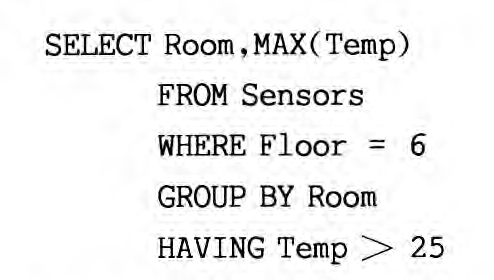 SELECT Room,MAX(Temp)
FROM Sensors
WHERE Floor = 6
GROUP BY Room
HAVING Temp > 25